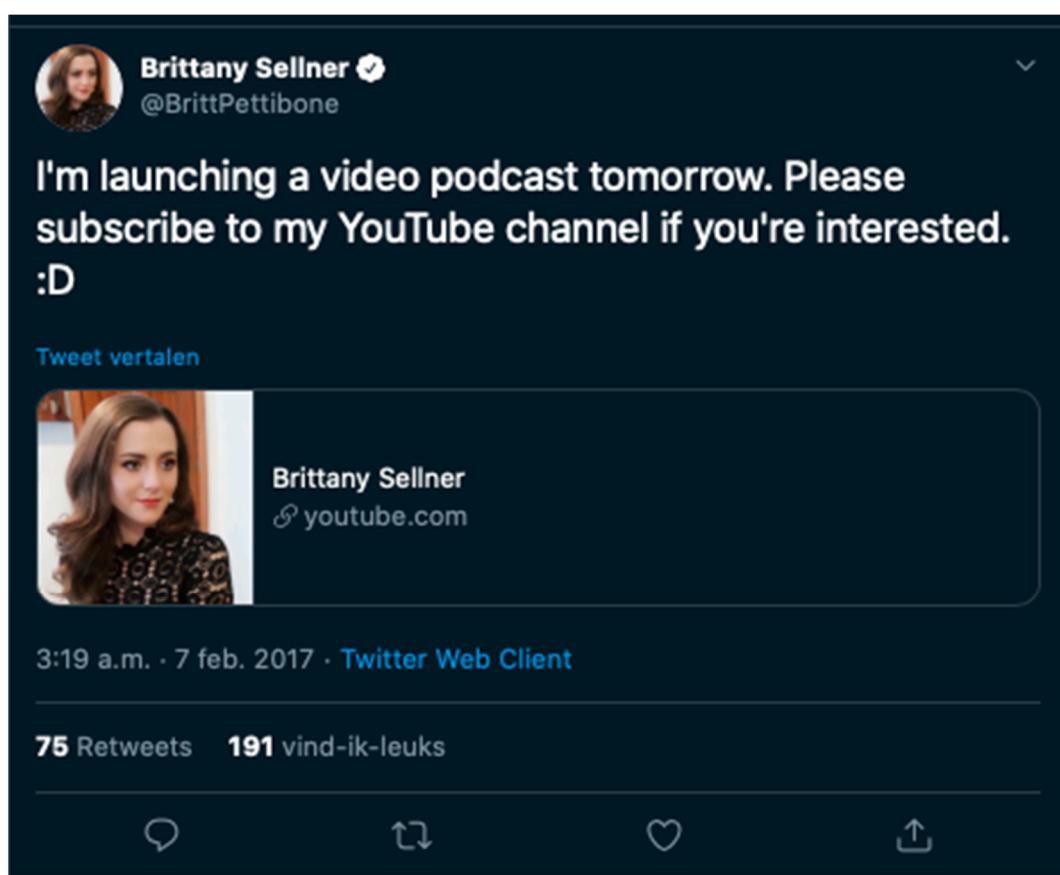 Brittany Sellner
@BrittPettibone
I'm launching a video podcast tomorrow. Please
subscribe to my YouTube channel if you're interested.
:D
Tweet vertalen
Brittany Sellner
youtube.com
3:19 a.m. · 7 feb. 2017 · Twitter Web Client
75 Retweets 191 vind-ik-leuks